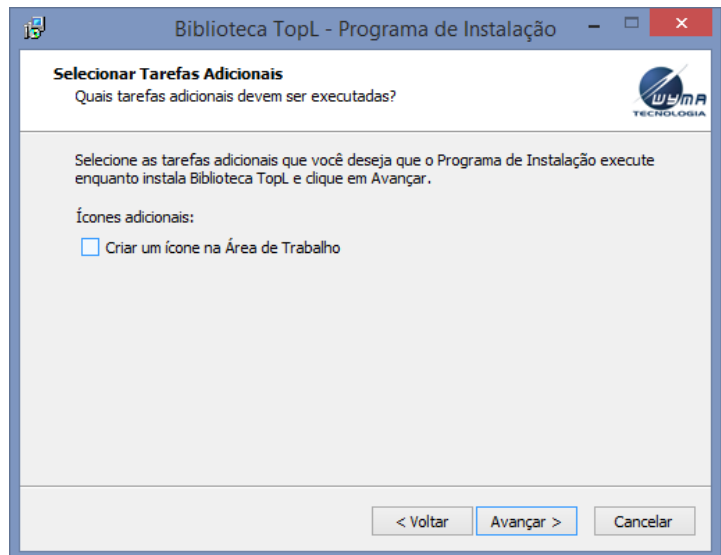 Biblioteca TopL - Programa de Instalação
Selecionar Tarefas Adicionais
Quais tarefas adicionais devem ser executadas?
WYMA
TECNOLOGIA
Selecione as tarefas adicionais que você deseja que o Programa de Instalação execute
enquanto instala Biblioteca TopL e clique em Avançar.
Ícones adicionais:
Criar um ícone na Área de Trabalho
< Voltar
Avançar >
Cancelar